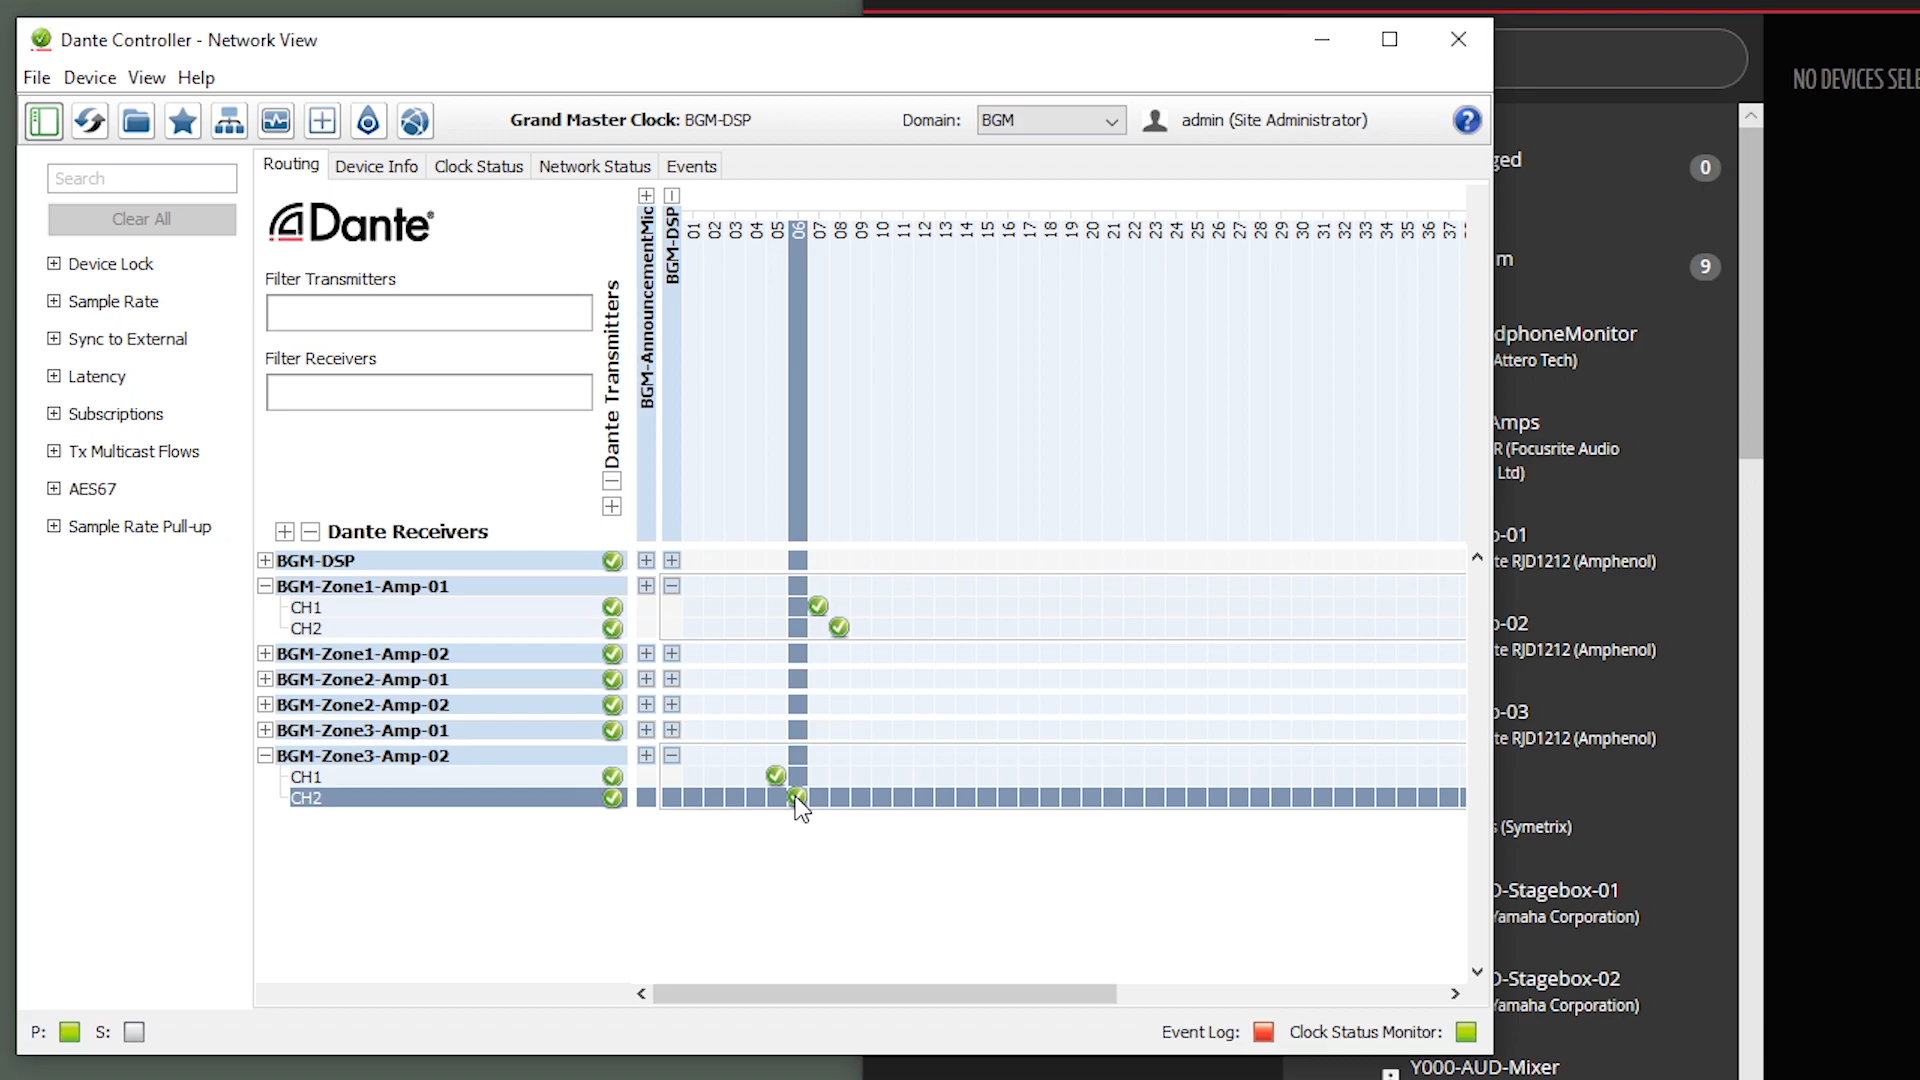 Dante Controller - Network View
File Device View Help
Grand Master Clock: BGM-DSP
Domain: BGM
admin (Site Administrator)
?
Search
Clear All
Device Lock
Sample Rate
Sync to External
Latency
Subscriptions
Tx Multicast Flows
AES67
Sample Rate Pull-up
Routing Device Info Clock Status Network Status Events
Dante
Filter Transmitters
Filter Receivers
Dante Transmitters
BGM-AnnouncementMic
BGM-DSP
01 02 03 04 05 06 07 08 09 10 11 12 13 14 15 16 17 18 19 20 21 22 23 24 25 26 27 28 29 30 31 32 33 34 35 36 37
Dante Receivers
BGM-DSP
BGM-Zone1-Amp-01
CH1
CH2
BGM-Zone1-Amp-02
BGM-Zone2-Amp-01
BGM-Zone2-Amp-02
BGM-Zone3-Amp-01
BGM-Zone3-Amp-02
CH1
CH2
P: S:
Event Log: Clock Status Monitor:
NO DEVICES SELE
ged 0
m 9
dphoneMonitor
Attero Tech)
Amps
R (Focusrite Audio
Ltd)
-01
te RJD1212 (Amphenol)
-02
te RJD1212 (Amphenol)
-03
te RJD1212 (Amphenol)
s (Symetrix)
D-Stagebox-01
Yamaha Corporation)
D-Stagebox-02
Yamaha Corporation)
Y000-AUD-Mixer